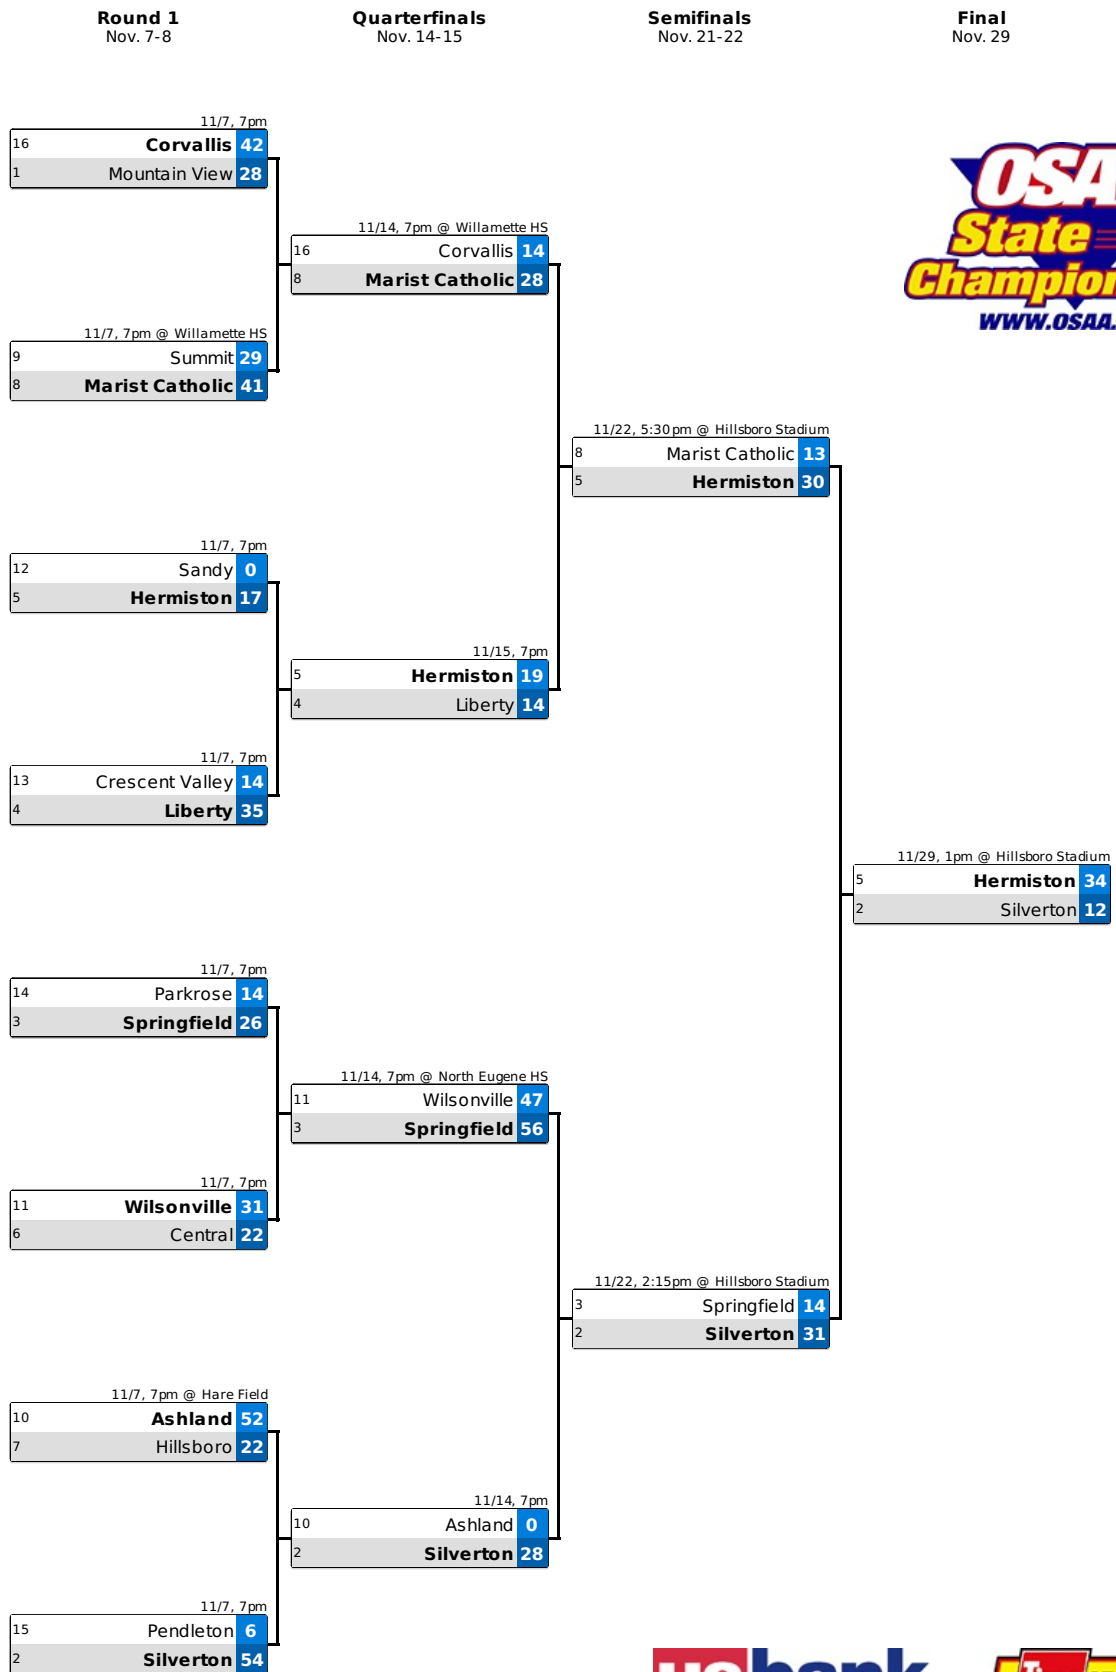 Round 1
Nov. 7-8
Quarterfinals
Nov. 14-15
Semifinals
Nov. 21-22
Final
Nov. 29
11/7, 7pm
16 Corvallis 42
1 Mountain View 28
11/14, 7pm @ Willamette HS
16 Corvallis 14
8 Marist Catholic 28
OSA
State
Champion
WWW.OSAA.
11/7, 7pm @ Willamette HS
9 Summit 29
8 Marist Catholic 41
11/22, 5:30pm @ Hillsboro Stadium
8 Marist Catholic 13
5 Hermiston 30
11/7, 7pm
12 Sandy 0
5 Hermiston 17
11/15, 7pm
5 Hermiston 19
4 Liberty 14
11/7, 7pm
13 Crescent Valley 14
4 Liberty 35
11/29, 1pm @ Hillsboro Stadium
5 Hermiston 34
2 Silverton 12
11/7, 7pm
14 Parkrose 14
3 Springfield 26
11/14, 7pm @ North Eugene HS
11 Wilsonville 47
3 Springfield 56
11/7, 7pm
11 Wilsonville 31
6 Central 22
11/22, 2:15pm @ Hillsboro Stadium
3 Springfield 14
2 Silverton 31
11/7, 7pm @ Hare Field
10 Ashland 52
7 Hillsboro 22
11/14, 7pm
10 Ashland 0
2 Silverton 28
11/7, 7pm
15 Pendleton 6
2 Silverton 54